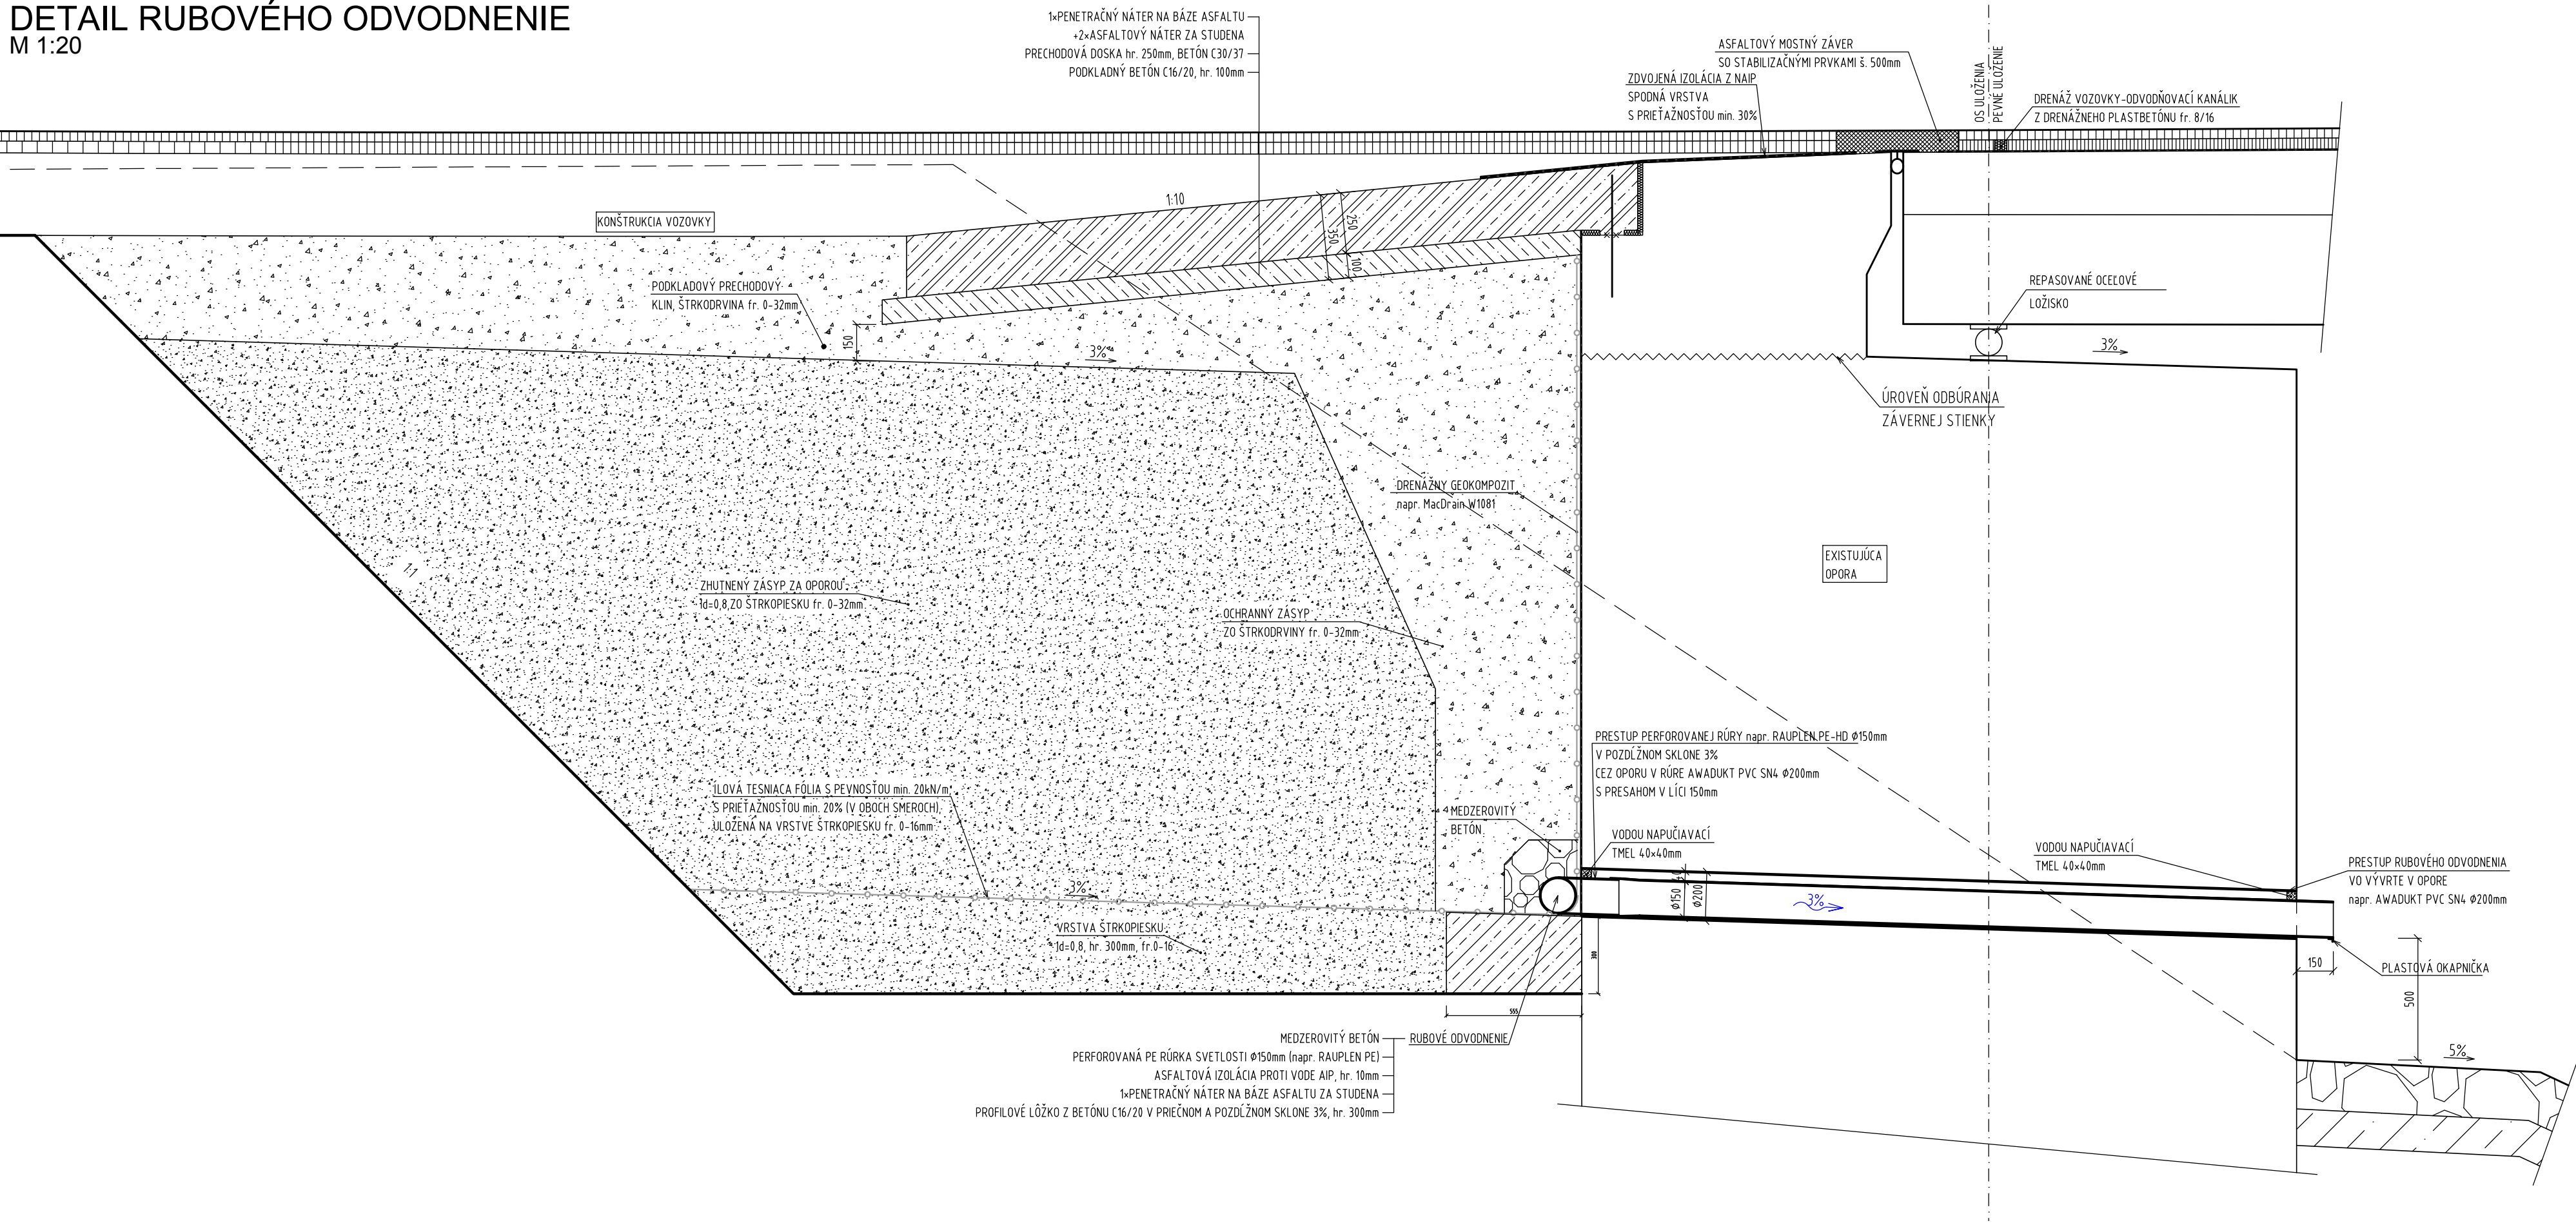 DETAIL RUBOVÉHO ODVODNENIE
M 1:20
1×PENETRAČNÝ NÁTER NA BÁZE ASFALTU
+2×ASFALTOVÝ NÁTER ZA STUDENA
PRECHODOVÁ DOSKA hr. 250mm, BETÓN C30/37
PODKLADNÝ BETÓN C16/20, hr. 100mm
ASFALTOVÝ MOSTNÝ ZÁVER
SO STABILIZAČNÝMI PRVKAMI š. 500mm
ZDVOJENÁ IZOLÁCIA Z NAIP
SPODNÁ VRSTVA
S PRIEŤAŽNOSŤOU min. 30%
OS ULOŽENIA
PEVNÉ ULOŽENIE
DRENÁŽ VOZOVKY-ODVODŇOVACÍ KANÁLIK
Z DRENÁŽNEHO PLASTBETÓNU fr. 8/16
KONŠTRUKCIA VOZOVKY
1:10
250
350
100
PODKLADOVÝ PRECHODOVÝ
KLIN, ŠTRKODRVINA fr. 0-32mm
150
3%
REPASOVANÉ OCEĽOVÉ
LOŽISKO
3%
ÚROVEŇ ODBÚRANIA
ZÁVERNEJ STIENKY
DRENÁŽNY GEOKOMPOZIT
napr. MacDrain W1081
EXISTUJÚCA
OPORA
1:1
ZHUTNENÝ ZÁSYP ZA OPOROU
Id=0,8,ZO ŠTRKOPIESKU fr. 0-32mm
OCHRANNÝ ZÁSYP
ZO ŠTRKODRVINY fr. 0-32mm
PRESTUP PERFOROVANEJ RÚRY napr. RAUPLEN PE-HD Φ150mm
V POZDĹŽNOM SKLONE 3%
CEZ OPORU V RÚRE AWADUKT PVC SN4 Φ200mm
S PRESAHOM V LÍCI 150mm
ÍLOVÁ TESNIACA FÓLIA S PEVNOSŤOU min. 20kN/m
S PRIEŤAŽNOSŤOU min. 20% (V OBOCH SMEROCH)
ULOŽENÁ NA VRSTVE ŠTRKOPIESKU fr. 0-16mm
MEDZEROVITÝ
BETÓN
VODOU NAPUČIAVACÍ
TMEL 40×40mm
VODOU NAPUČIAVACÍ
TMEL 40×40mm
PRESTUP RUBOVÉHO ODVODNENIA
VO VÝVRTE V OPORE
napr. AWADUKT PVC SN4 Φ200mm
3%
Φ150
40
Φ200
3%
VRSTVA ŠTRKOPIESKU
Id=0,8, hr. 300mm, fr.0-16
300
150
PLASTOVÁ OKAPNIČKA
500
555
5%
MEDZEROVITÝ BETÓN
RUBOVÉ ODVODNENIE
PERFOROVANÁ PE RÚRKA SVETLOSTI Φ150mm (napr. RAUPLEN PE)
ASFALTOVÁ IZOLÁCIA PROTI VODE AIP, hr. 10mm
1×PENETRAČNÝ NÁTER NA BÁZE ASFALTU ZA STUDENA
PROFILOVÉ LÔŽKO Z BETÓNU C16/20 V PRIEČNOM A POZDĹŽNOM SKLONE 3%, hr. 300mm